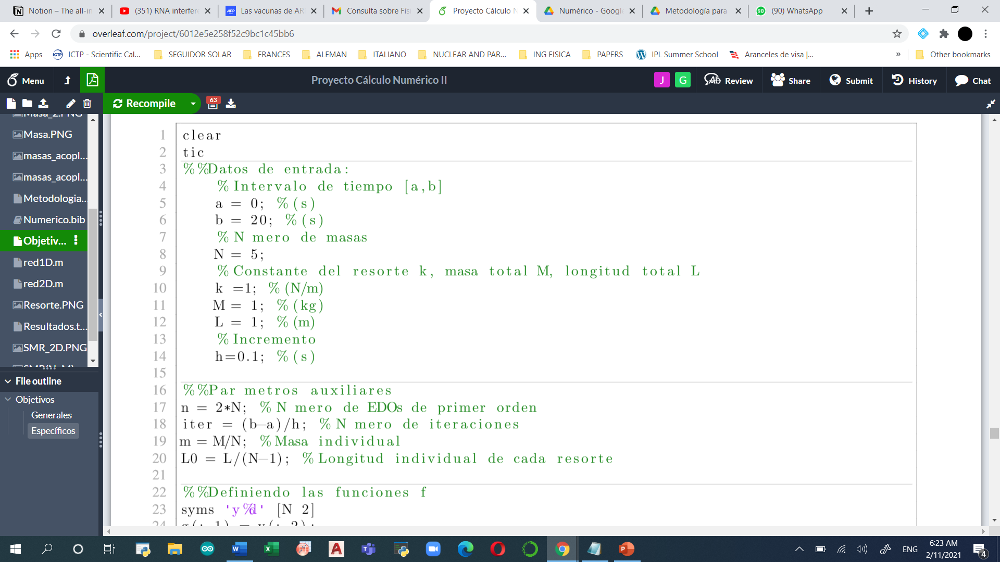 Notion – The all-in
(351) RNA interfere
Las vacunas de AR
Consulta sobre Fís
Proyecto Cálculo N
Numérico - Google
Metodología para
(90) WhatsApp
overleaf.com/project/6012e5e258f52c9bc1c45bb6
Apps
ICTP - Scientific Cal...
SEGUIDOR SOLAR
FRANCES
ALEMAN
ITALIANO
NUCLEAR AND PAR...
ING FISICA
PAPERS
IPL Summer School
Aranceles de visa |...
»
Other bookmarks
Menu
Proyecto Cálculo Numérico II
J
G
Review
Share
Submit
History
Chat
Recompile
63
Masa_2.PNG
Masa.PNG
masas_acopl...
masas_acopl...
Metodologia...
Numerico.bib
Objetiv...
red1D.m
red2D.m
Resorte.PNG
Resultados.t...
SMR_2D.PNG
File outline
Objetivos
Generales
Específicos
1 clear
2 tic
3 %%Datos de entrada:
4 % Intervalo de tiempo [a,b]
5 a = 0; %(s)
6 b = 20; %(s)
7 % N mero de masas
8 N = 5;
9 % Constante del resorte k, masa total M, longitud total L
10 k =1; % (N/m)
11 M = 1; %(kg)
12 L = 1; %(m)
13 % Incremento
14 h=0.1; %(s)
15
16 %%Par metros auxiliares
17 n = 2*N; % N mero de EDOs de primer orden
18 iter = (b-a)/h; % N mero de iteraciones
19 m = M/N; % Masa individual
20 L0 = L/(N-1); % Longitud individual de cada resorte
21
22 %%Definiendo las funciones f
23 syms 'y%d' [N 2]
ENG
6:23 AM
2/11/2021
4